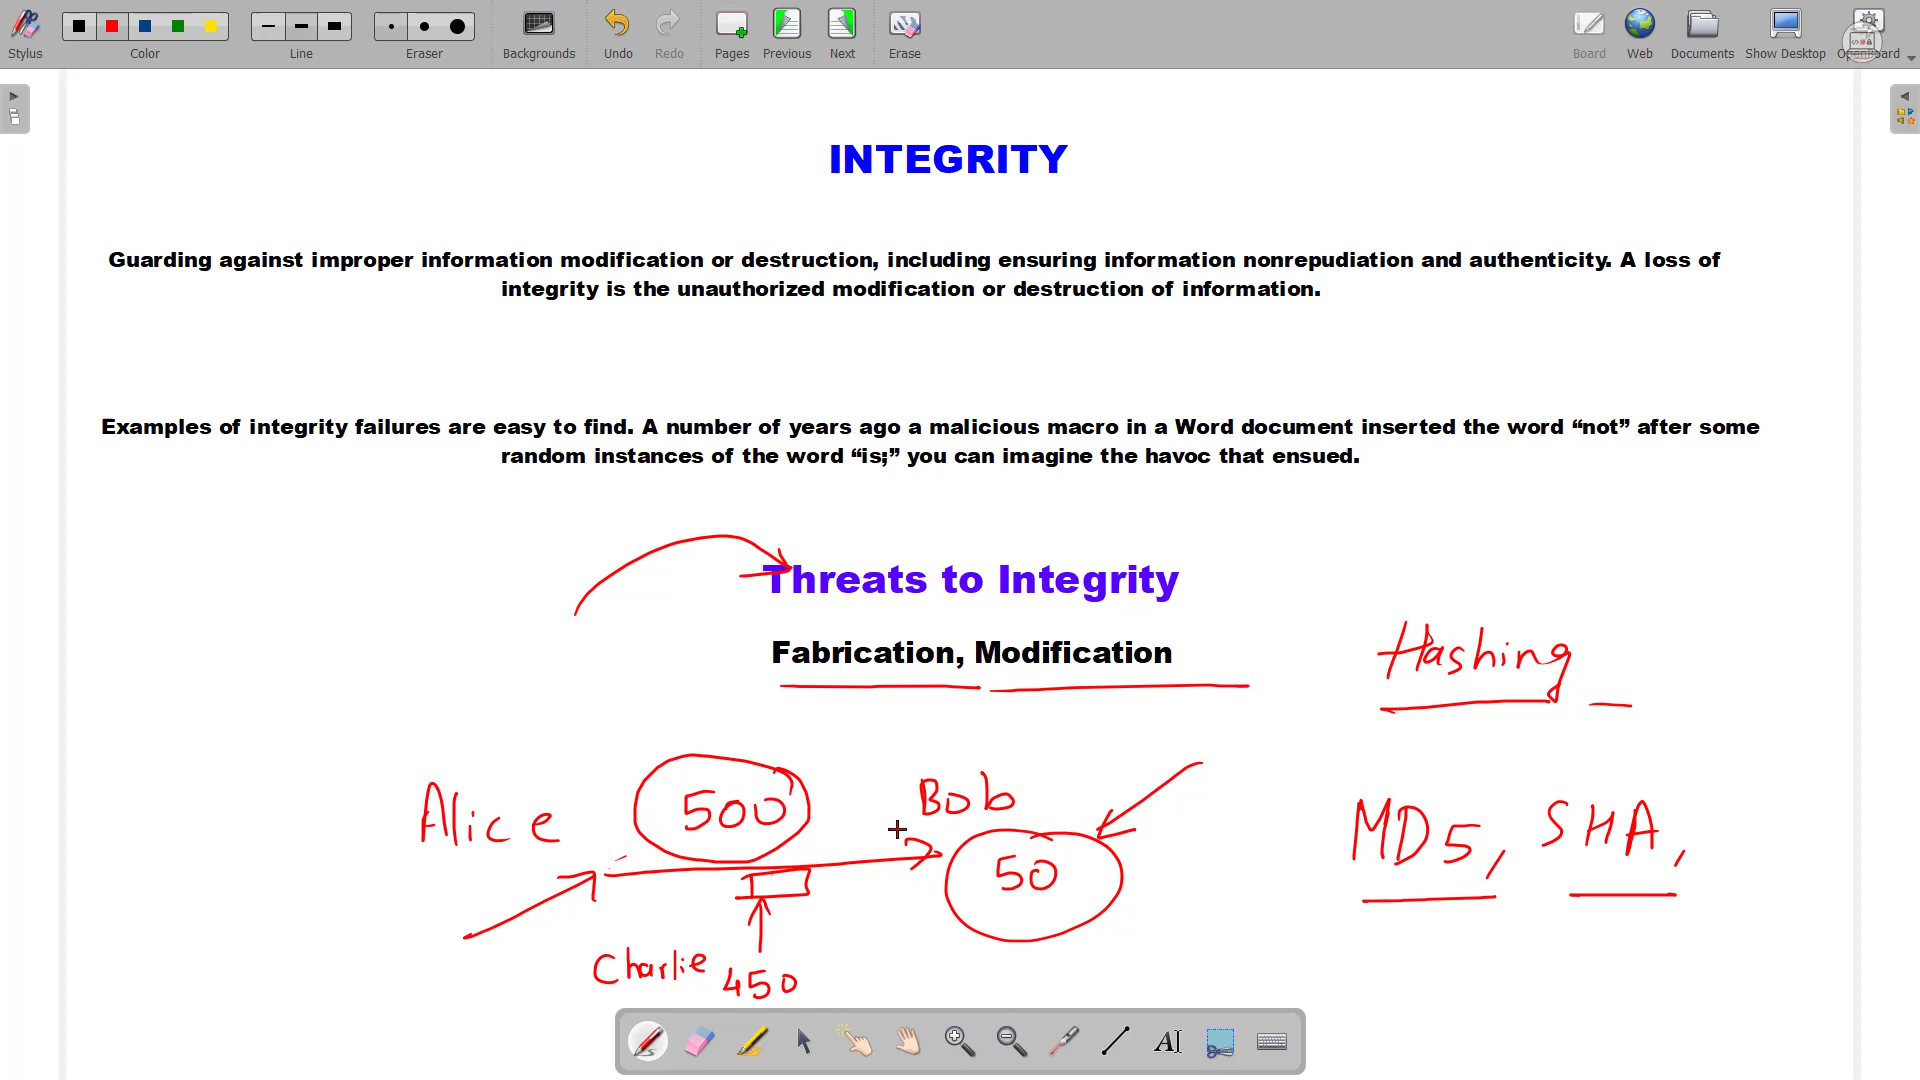 Stylus Color Line Eraser Backgrounds Undo Redo Pages Previous Next Erase Board Web Documents Show Desktop OpenBoard
INTEGRITY
Guarding against improper information modification or destruction, including ensuring information nonrepudiation and authenticity. A loss of
integrity is the unauthorized modification or destruction of information.
Examples of integrity failures are easy to find. A number of years ago a malicious macro in a Word document inserted the word “not” after some
random instances of the word “is;” you can imagine the havoc that ensued.
Threats to Integrity
Fabrication, Modification
Hashing
Alice 500 Bob
MD5, SHA,
50
Charlie 450